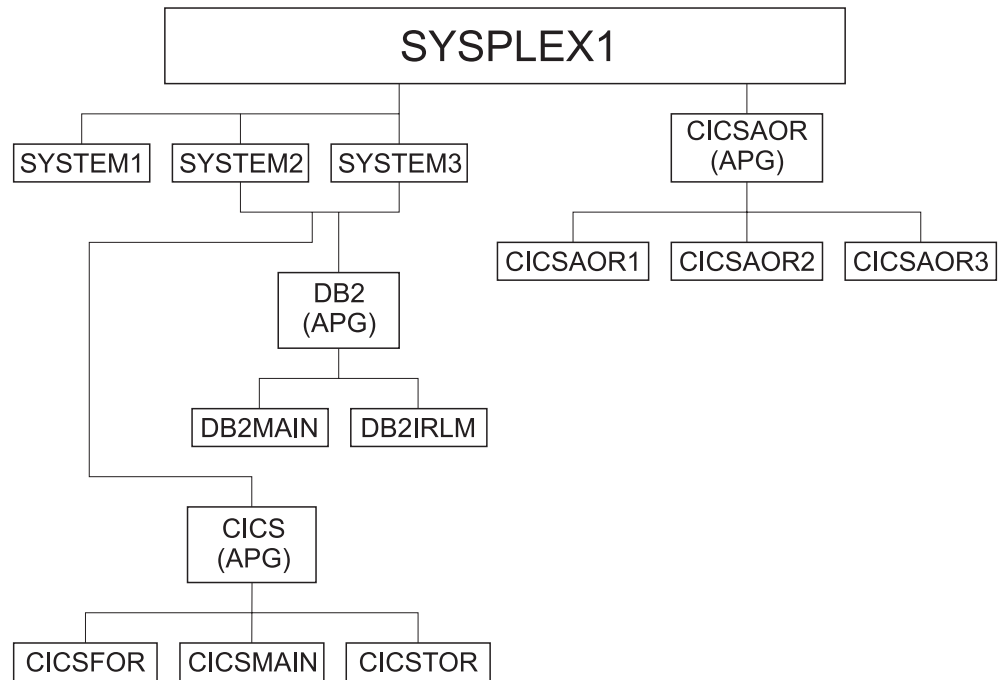 SYSPLEX1
SYSTEM1
SYSTEM2
SYSTEM3
CICSAOR
(APG)
CICSAOR1
CICSAOR2
CICSAOR3
DB2
(APG)
DB2MAIN
DB2IRLM
CICS
(APG)
CICSFOR
CICSMAIN
CICSTOR